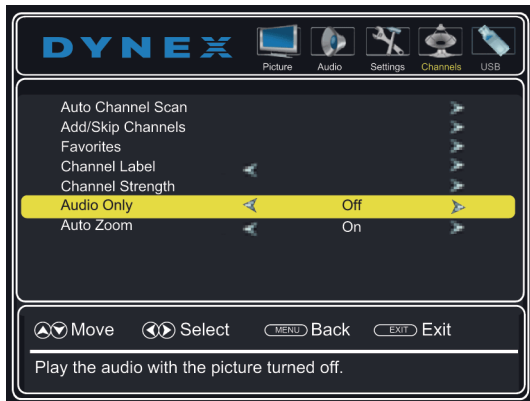 DYNEX
Picture Audio Settings Channels USB
Auto Channel Scan
Add/Skip Channels
Favorites
Channel Label
Channel Strength
Audio Only Off
Auto Zoom On
Move Select MENU Back EXIT Exit
Play the audio with the picture turned off.